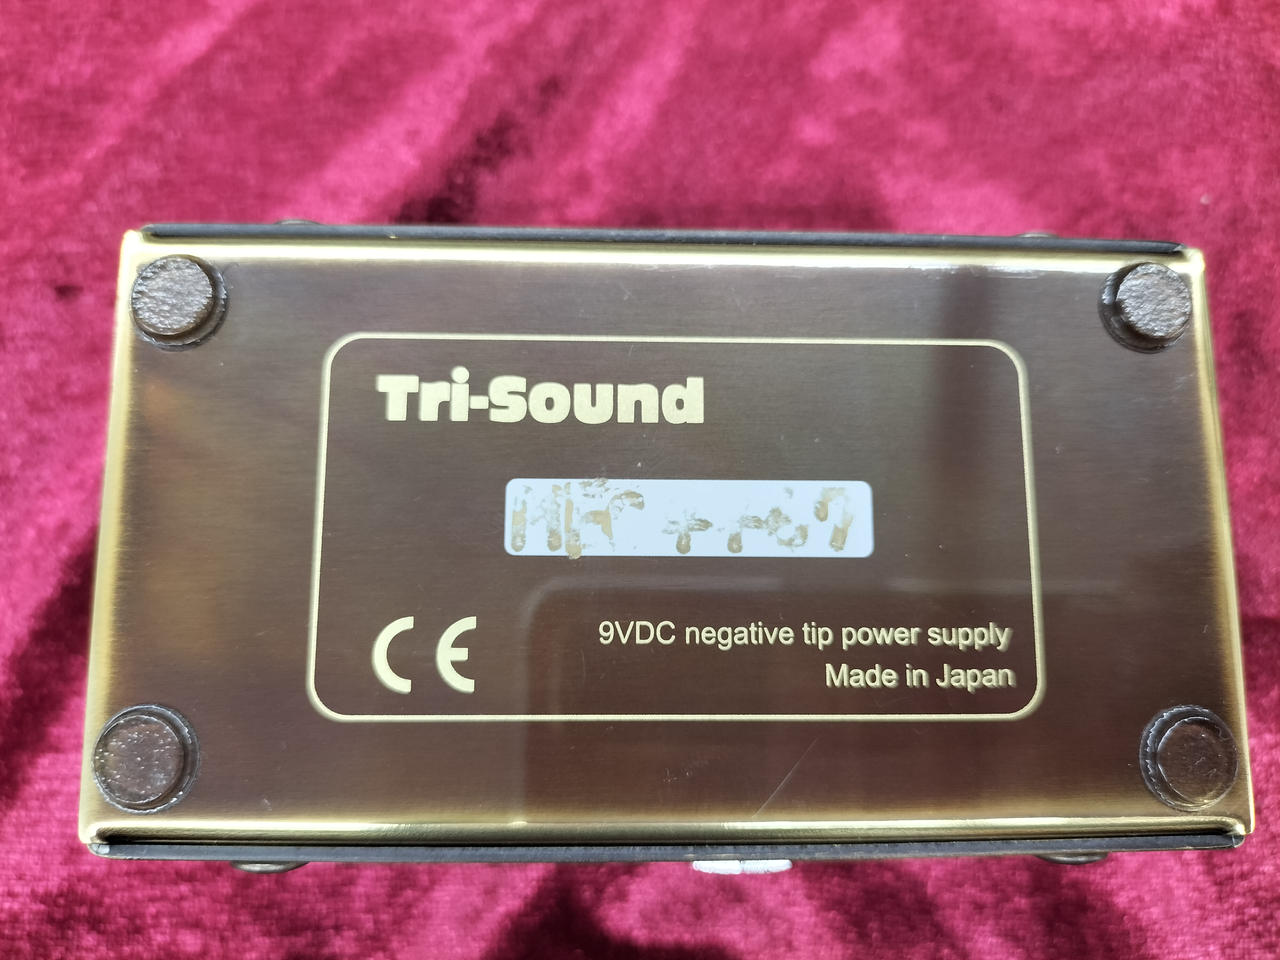 Tri-Sound
CE
9VDC negative tip power supply
Made in Japan